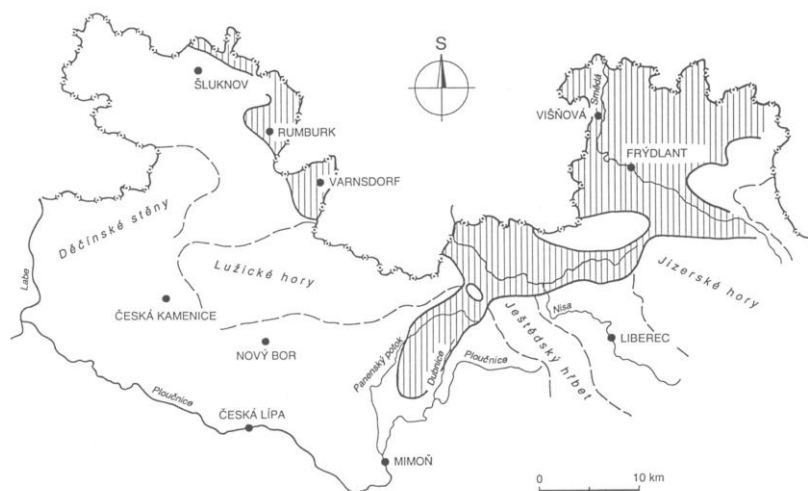 S
ŠLUKNOV
Smědá
VIŠŇOVÁ
RUMBURK
FRÝDLANT
VARNSDORF
Děčínské stěny
Lužické hory
Jizerské hory
Labe
ČESKÁ KAMENICE
Nisa
Ještědský hřbet
LIBEREC
NOVÝ BOR
Panenský potok
Dubnice
Ploučnice
Ploučnice
ČESKÁ LÍPA
MIMOŇ
0 10 km